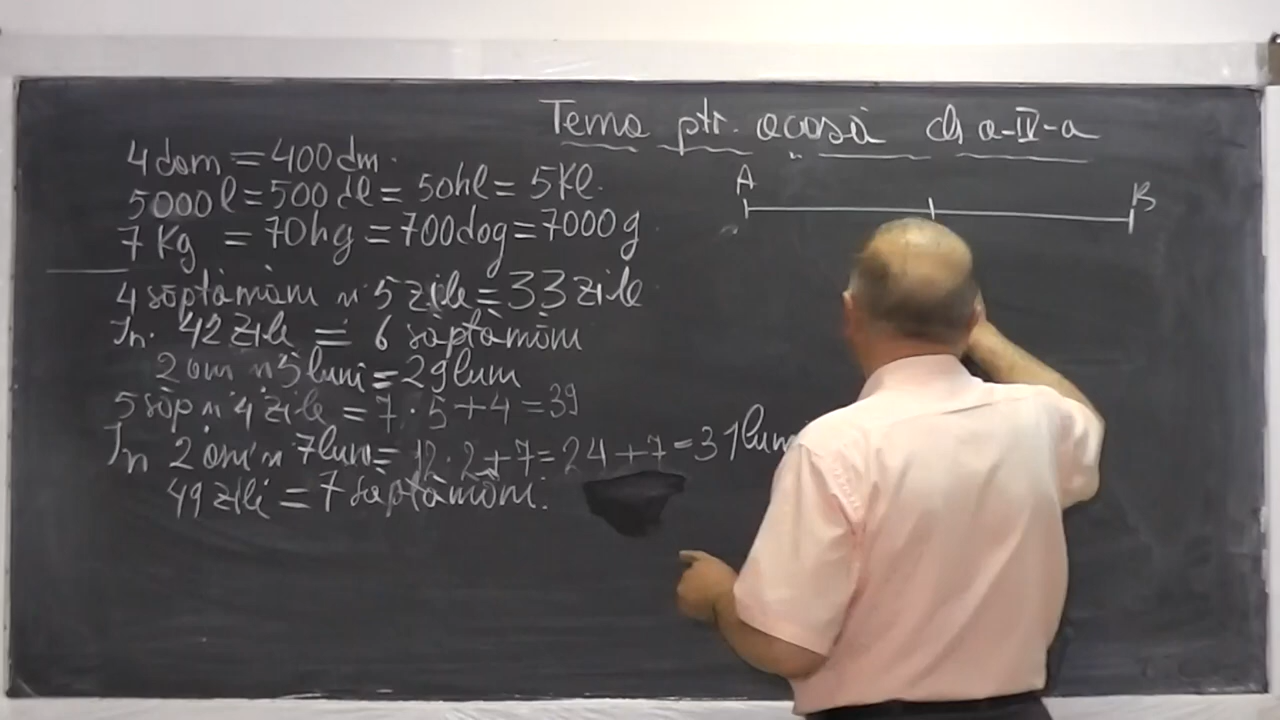 Tema ptr. acasă cls a-IV-a
4 dam = 400 dm.
5000 l = 500 dl = 50 hl = 5 Kl.
7 Kg = 70 hg = 700 dag = 7000 g
4 săptămâni și 5 zile = 33 zile
În 42 zile = 6 săptămâni
2 ani și 5 luni = 29 luni
5 săp și 4 zile = 7 · 5 + 4 = 39
În 2 ani și 7 luni = 12 · 2 + 7 = 24 + 7 = 31 luni
49 zile = 7 săptămâni.
A B